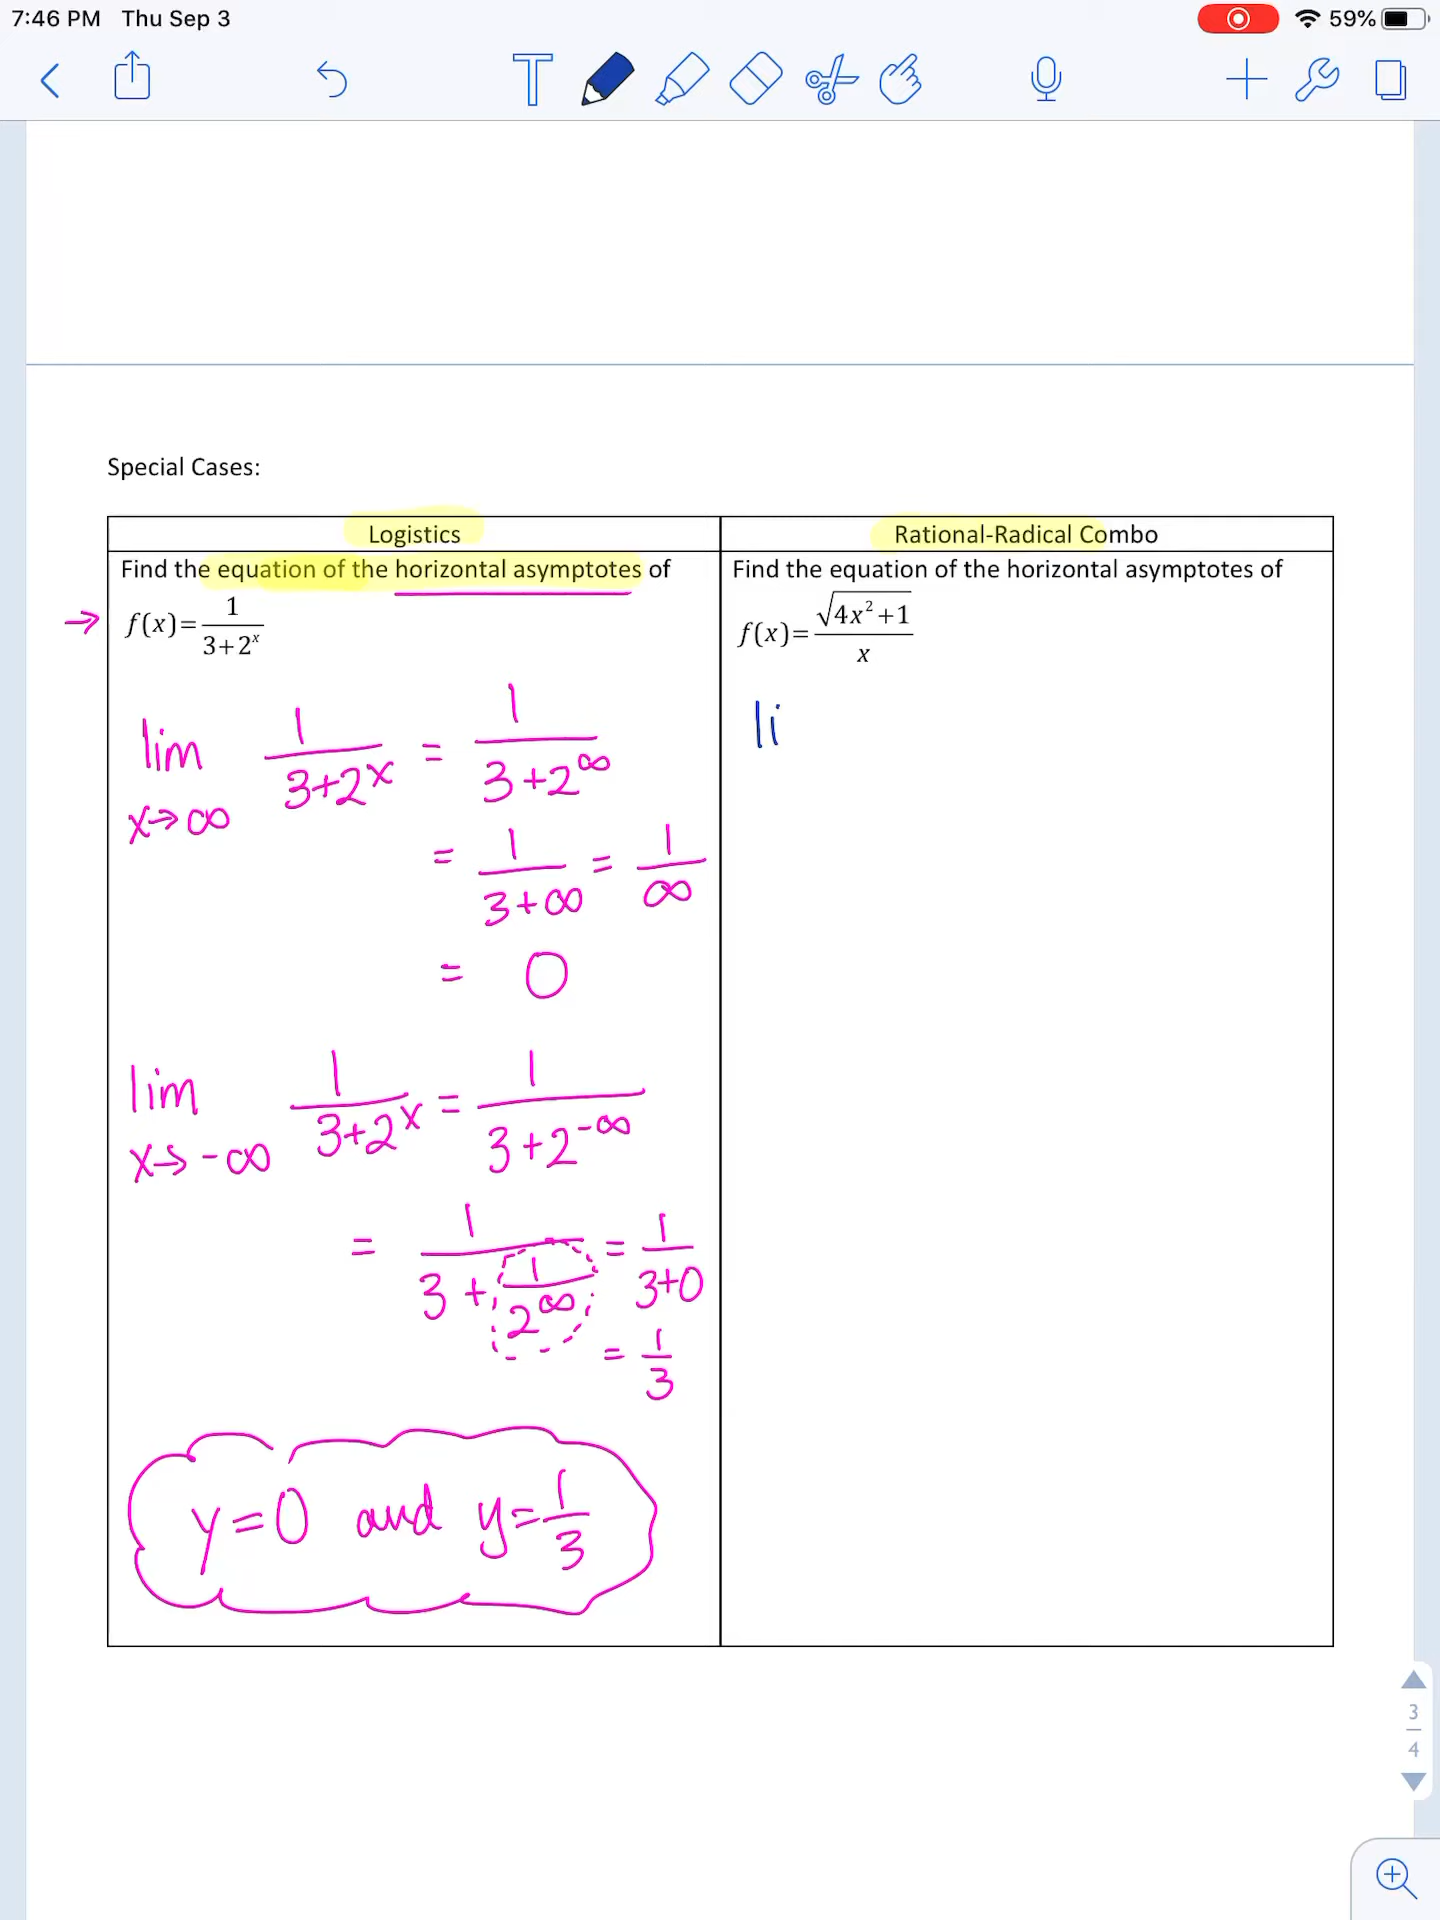 7:46 PM Thu Sep 3
59%
T
Special Cases:
Logistics
Find the equation of the horizontal asymptotes of
→ f(x)=1/(3+2^x)
lim x→∞ 1/(3+2^x) = 1/(3+2^∞)
= 1/(3+∞) = 1/∞
= 0
lim x→-∞ 1/(3+2^x) = 1/(3+2^-∞)
= 1/(3+1/2^∞) = 1/(3+0)
= 1/3
y=0 and y=1/3
Rational-Radical Combo
Find the equation of the horizontal asymptotes of
f(x)=√(4x²+1)/x
li
3
4